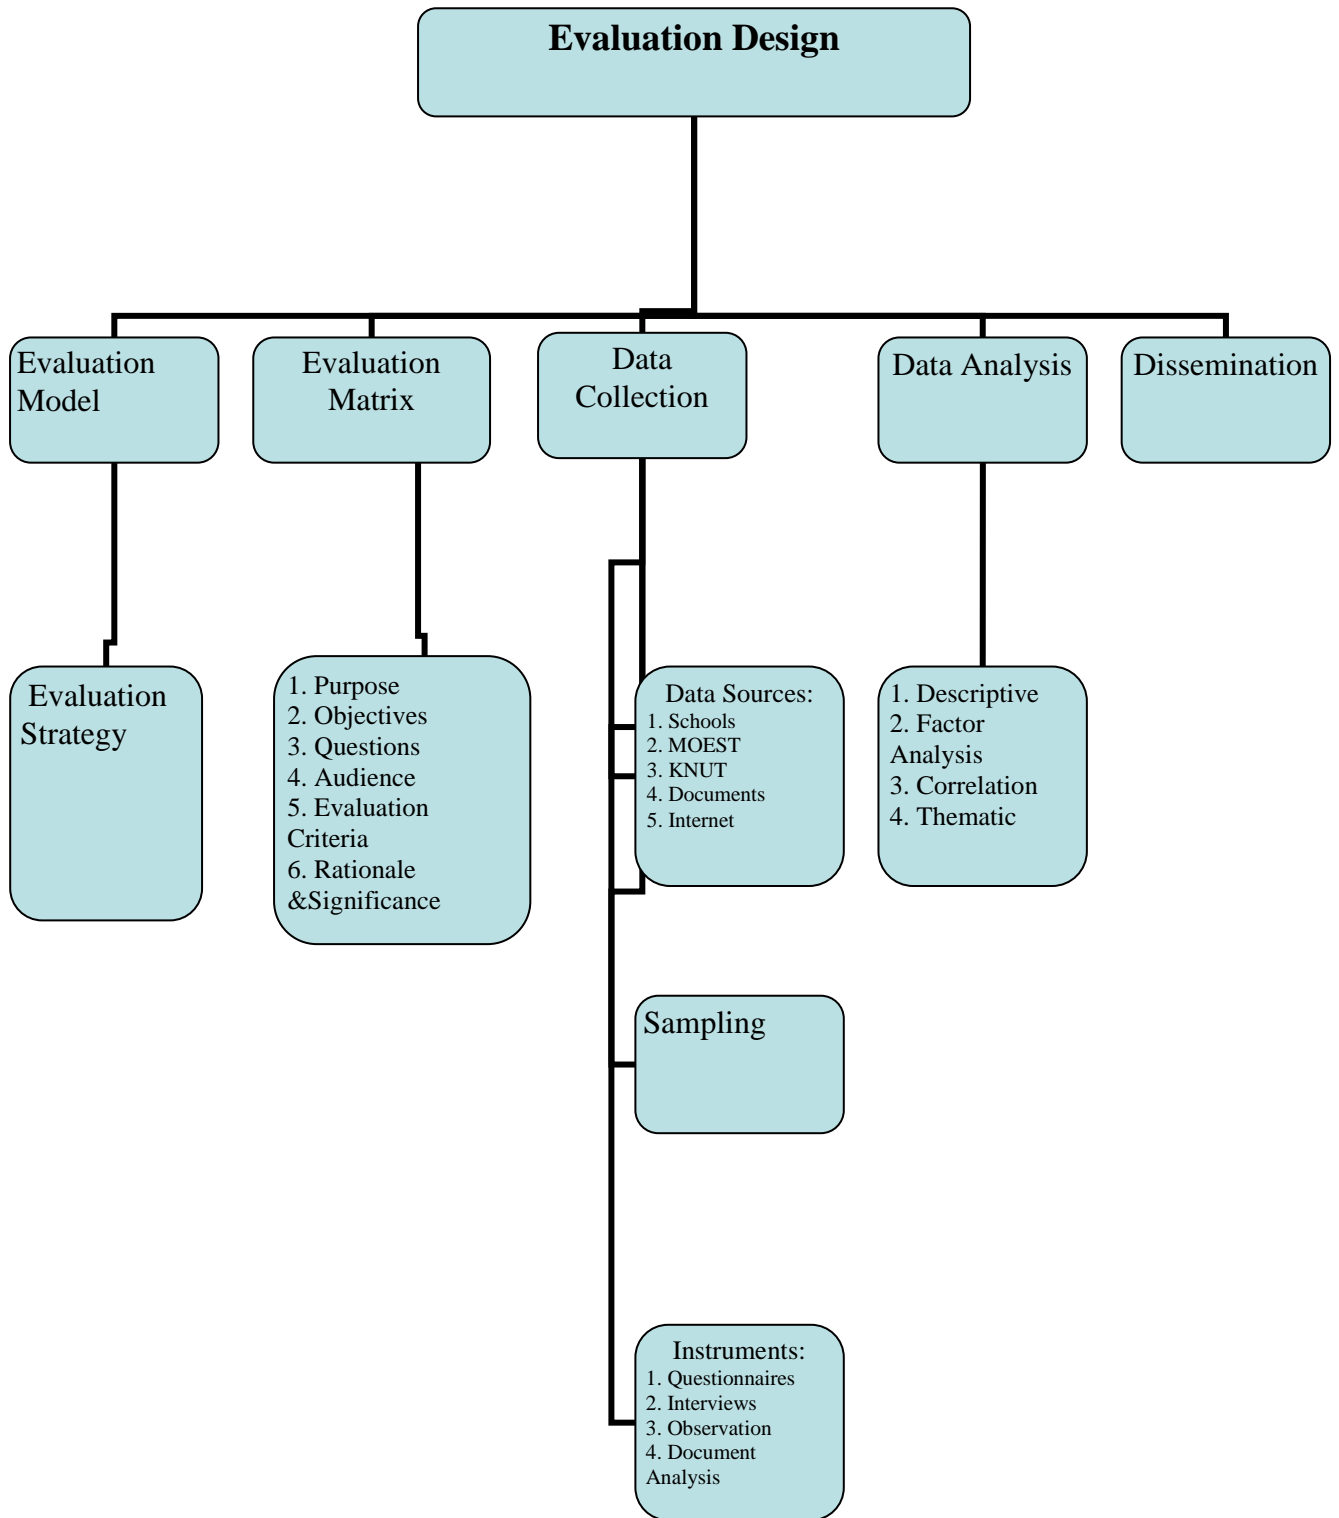 Evaluation Design
Evaluation
Model
Evaluation
Matrix
Data
Collection
Data Analysis
Dissemination
Evaluation
Strategy
1. Purpose
2. Objectives
3. Questions
4. Audience
5. Evaluation
Criteria
6. Rationale
&Significance
Data Sources:
1. Schools
2. MOEST
3. KNUT
4. Documents
5. Internet
1. Descriptive
2. Factor
Analysis
3. Correlation
4. Thematic
Sampling
Instruments:
1. Questionnaires
2. Interviews
3. Observation
4. Document
Analysis